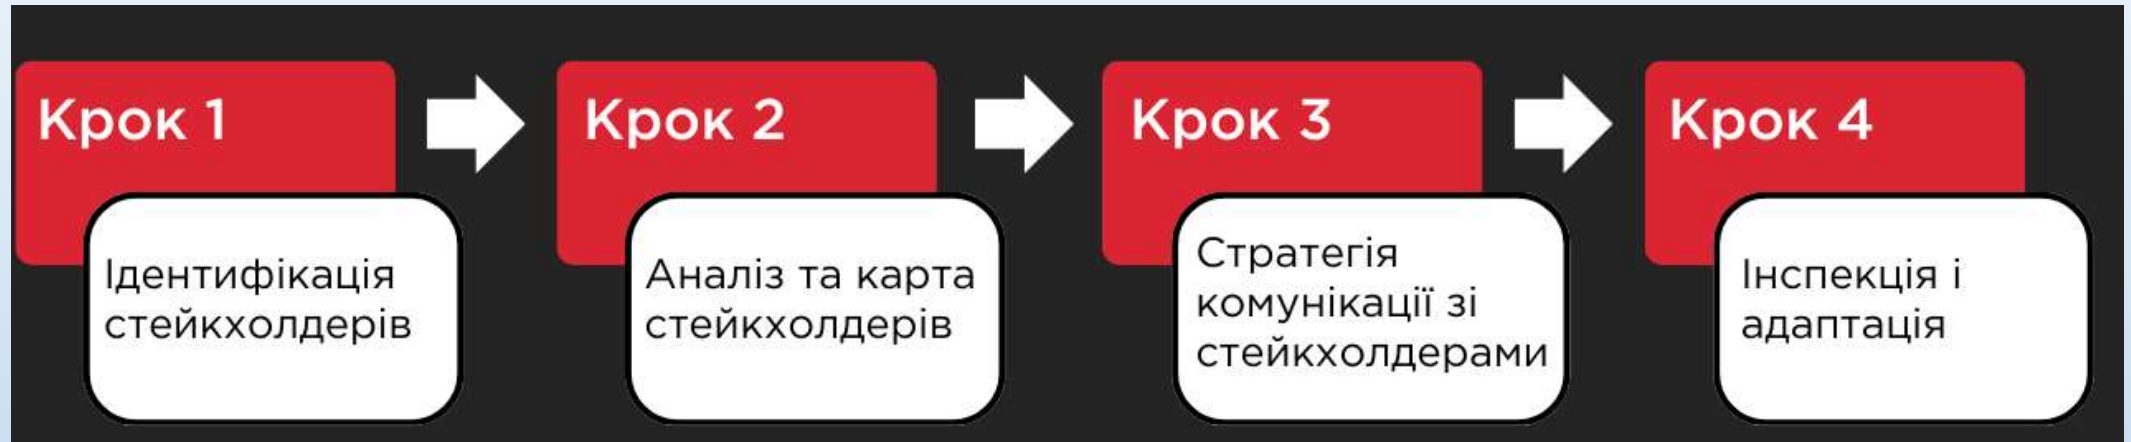 Крок 1
Ідентифікація
стейкхолдерів
Крок 2
Аналіз та карта
стейкхолдерів
Крок 3
Стратегія
комунікації зі
стейкхолдерами
Крок 4
Інспекція і
адаптація